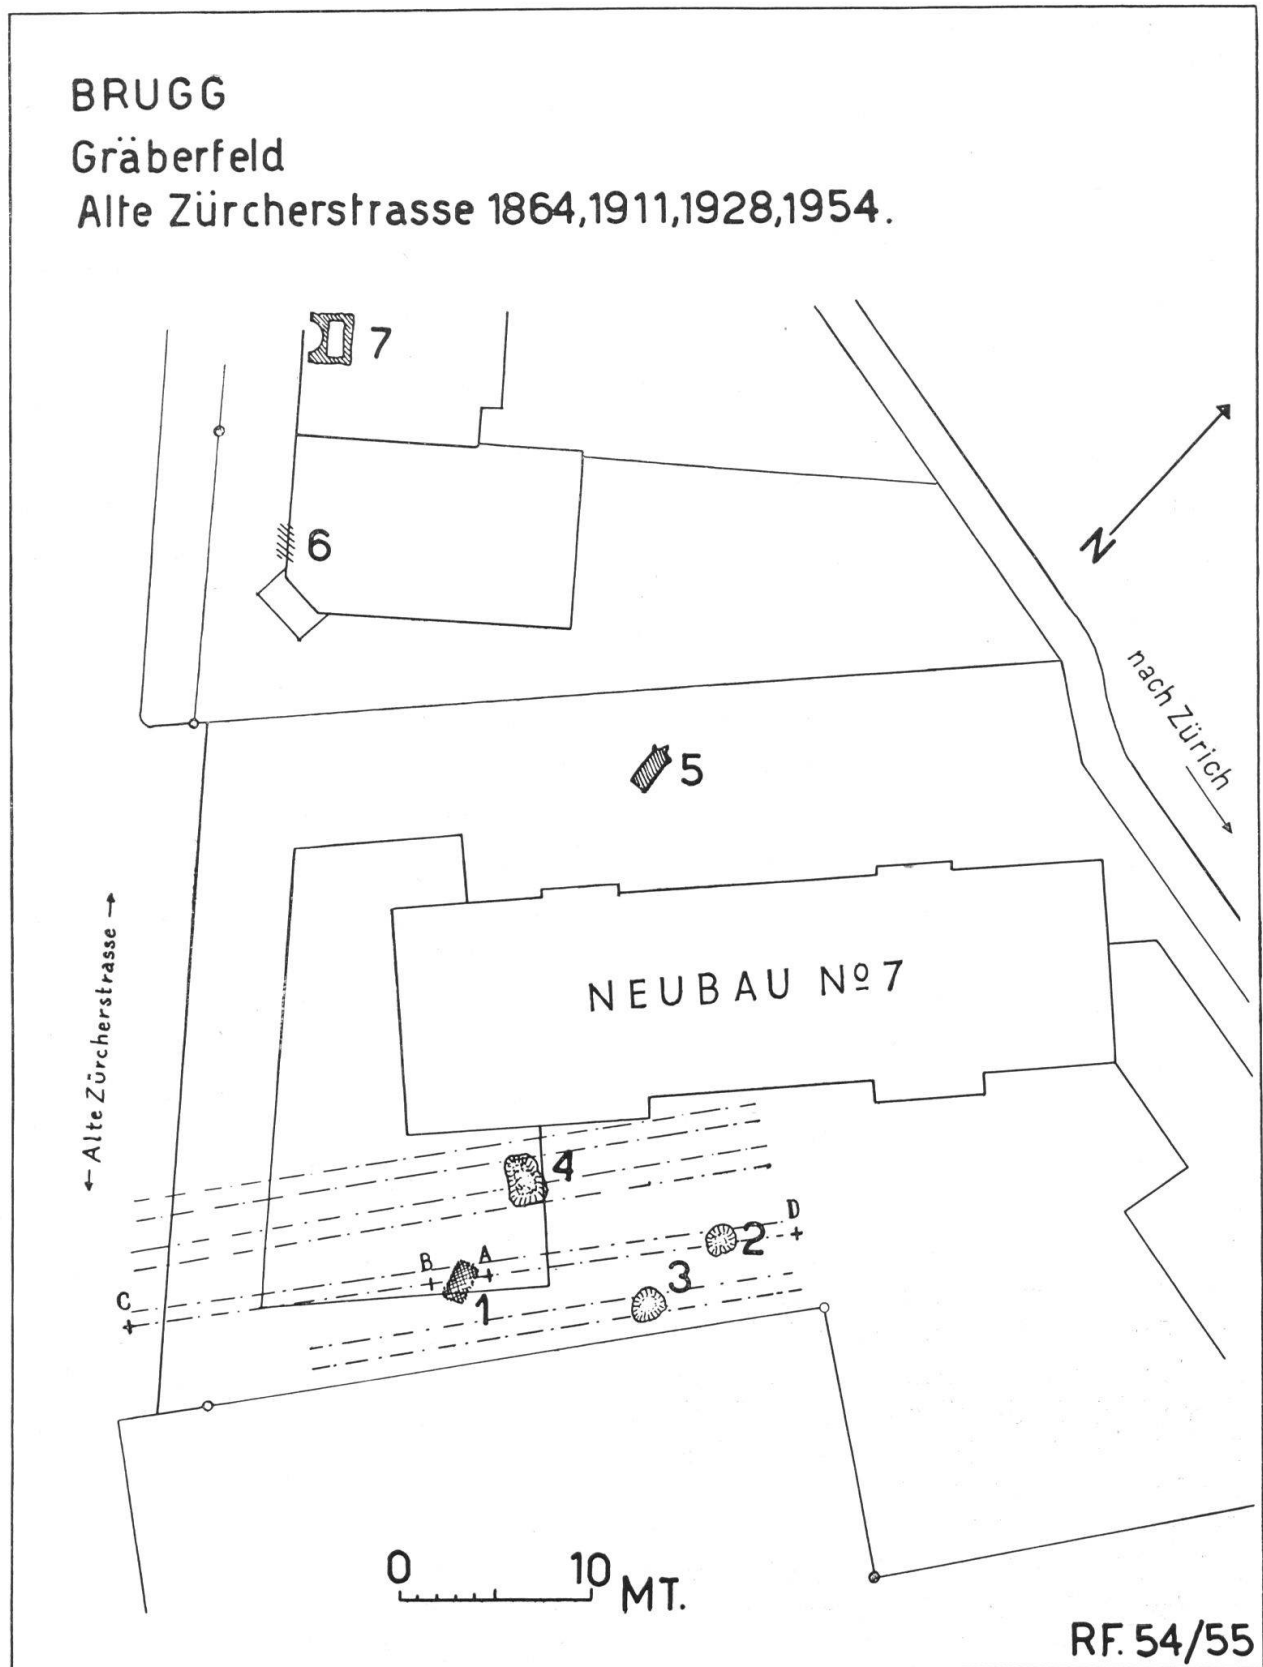 BRUGG
Gräberfeld
Alte Zürcherstrasse 1864,1911,1928,1954.
7
6
N
nach Zürich
5
← Alte Zürcherstrasse →
NEUBAU Nº 7
4
D
2
B A
3
C
1
0 10 MT.
RF. 54/55